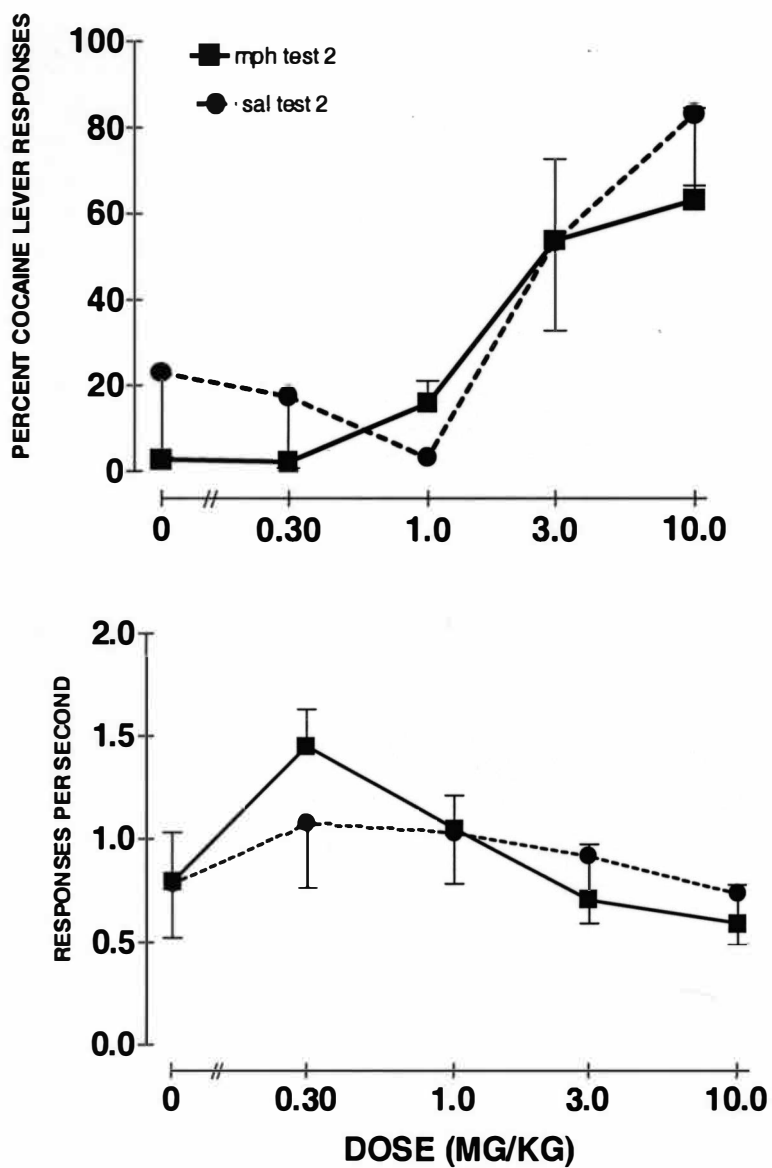 PERCENT COCAINE LEVER RESPONSES
100
80
60
40
20
0
mph test 2
sal test 2
0 0.30 1.0 3.0 10.0
RESPONSES PER SECOND
2.0
1.5
1.0
0.5
0.0
0 0.30 1.0 3.0 10.0
DOSE (MG/KG)